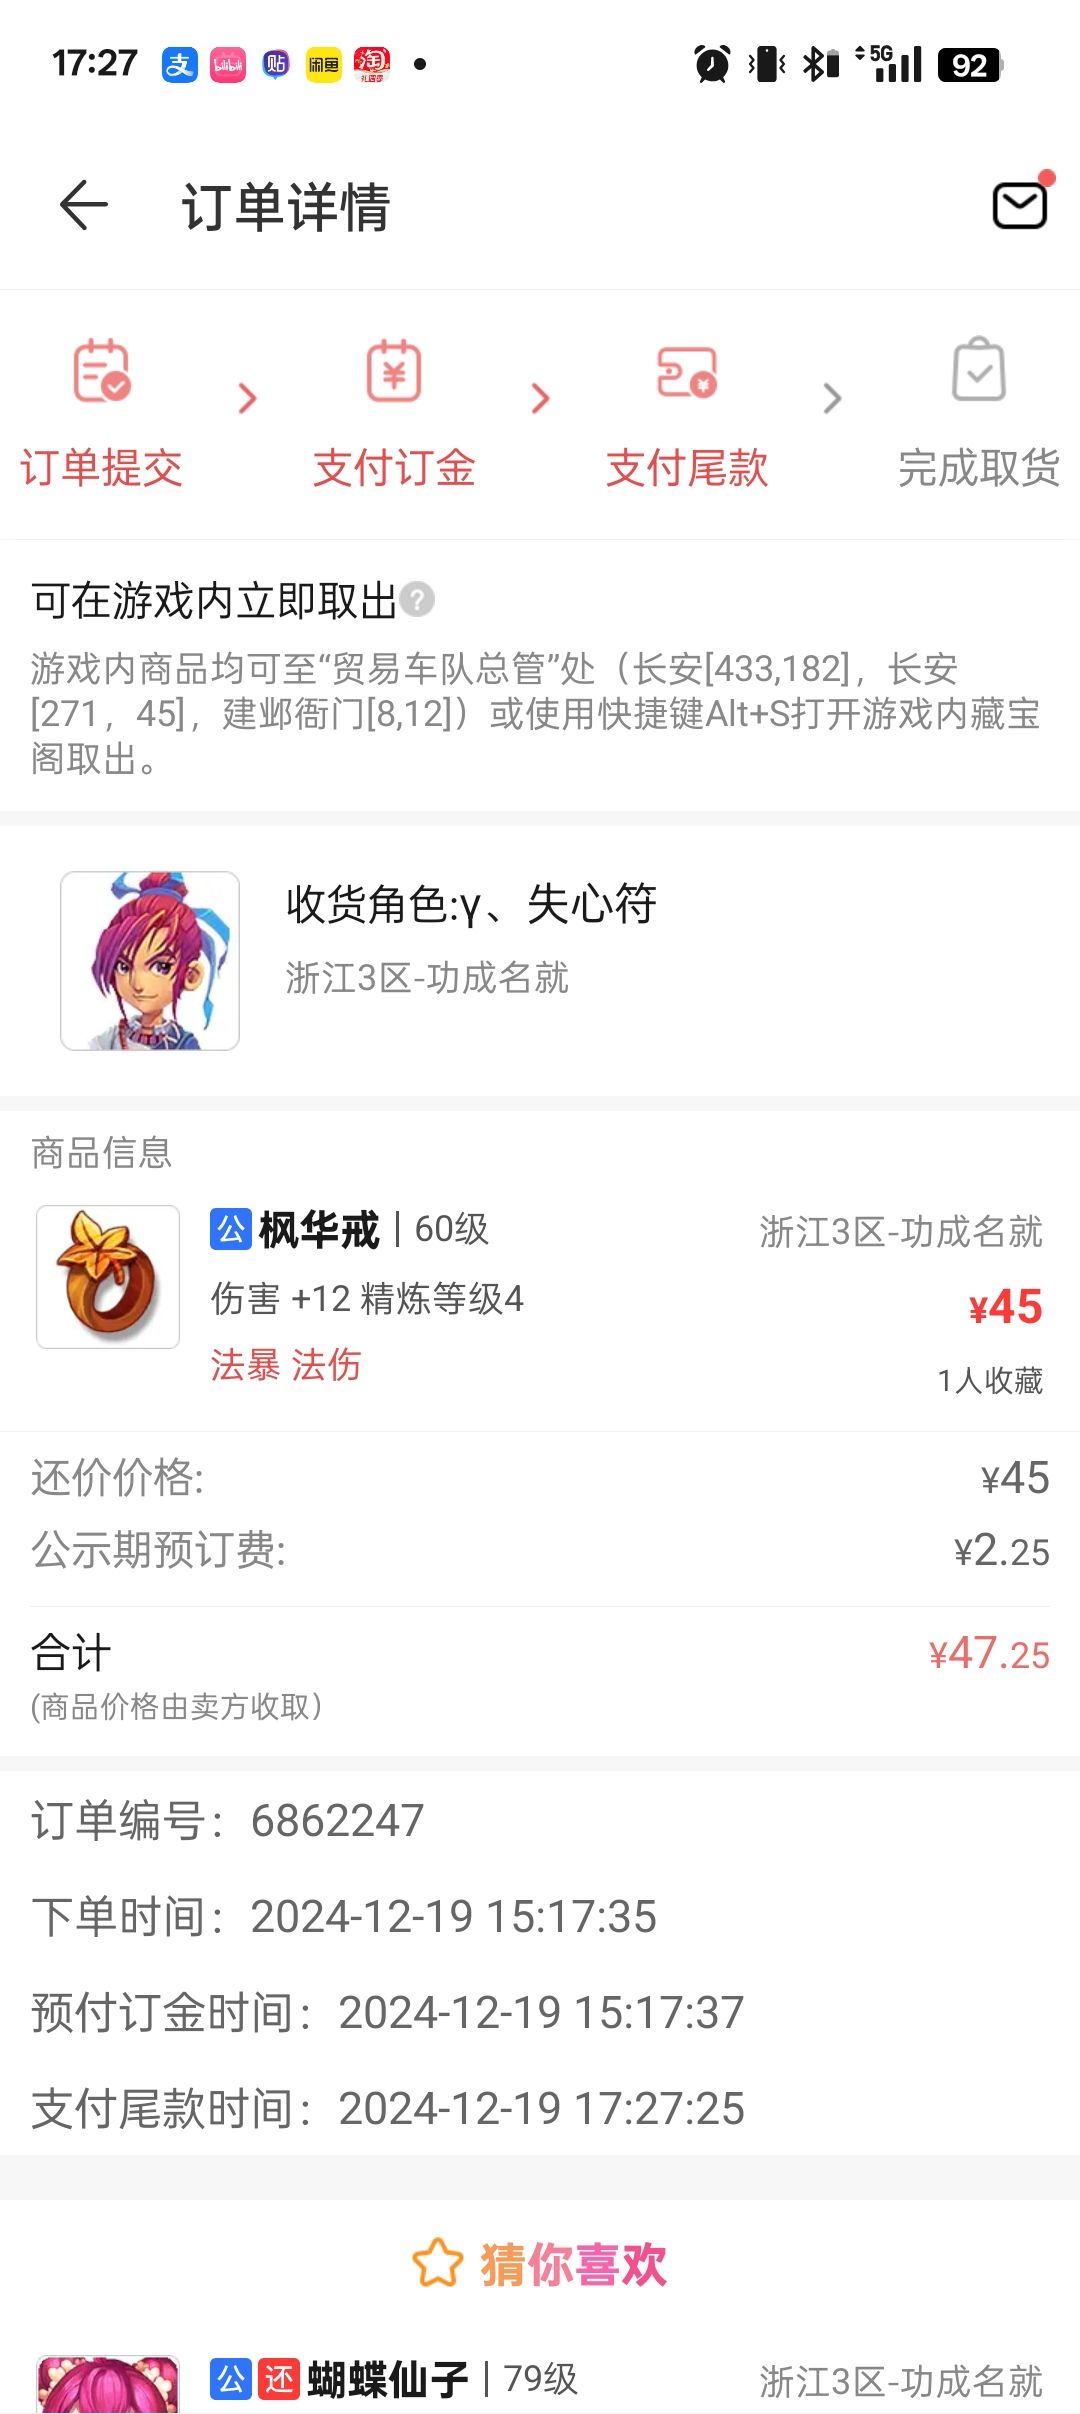 17:27
支
bilibili
贴
闲鱼
淘
5G
92
订单详情
订单提交
支付订金
支付尾款
完成取货
可在游戏内立即取出?
游戏内商品均可至“贸易车队总管”处（长安[433,182]，长安
[271，45]，建邺衙门[8,12]）或使用快捷键Alt+S打开游戏内藏宝
阁取出。
收货角色:γ、失心符
浙江3区-功成名就
商品信息
公 枫华戒 | 60级
浙江3区-功成名就
伤害 +12 精炼等级4
¥45
法暴 法伤
1人收藏
还价价格:
¥45
公示期预订费:
¥2.25
合计
¥47.25
(商品价格由卖方收取)
订单编号：6862247
下单时间：2024-12-19 15:17:35
预付订金时间：2024-12-19 15:17:37
支付尾款时间：2024-12-19 17:27:25
猜你喜欢
公 还 蝴蝶仙子 | 79级
浙江3区-功成名就